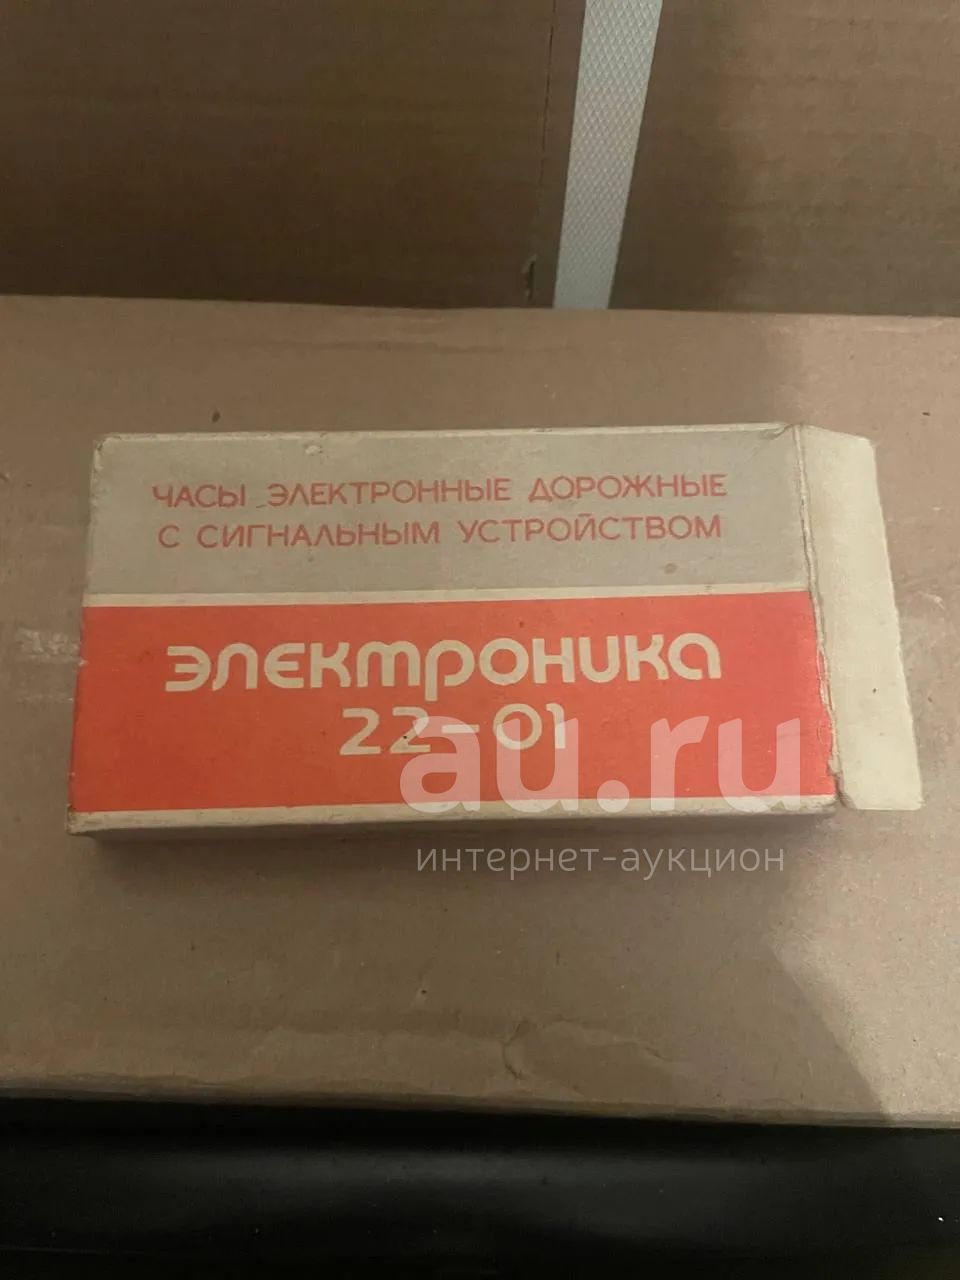 ЧАСЫ ЭЛЕКТРОННЫЕ ДОРОЖНЫЕ
С СИГНАЛЬНЫМ УСТРОЙСТВОМ
электроника
22-01
au.ru
интернет-аукцион